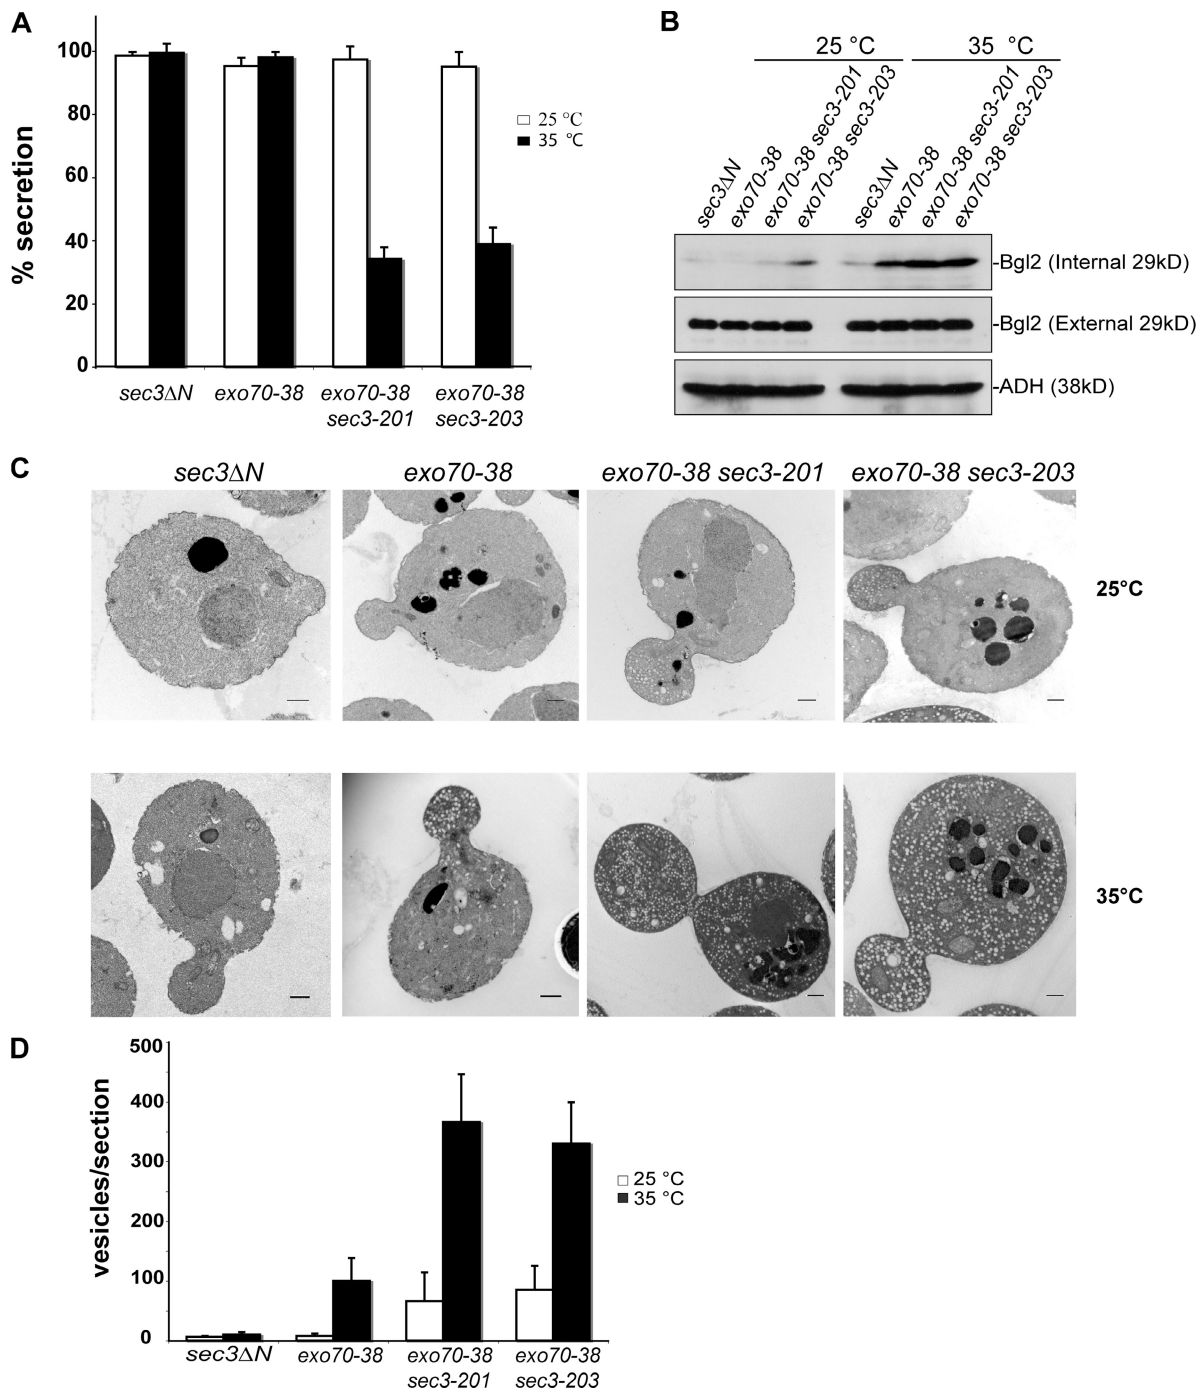 A
% secretion
100
80
60
40
20
0
25 °C
35 °C
sec3ΔN
exo70-38
exo70-38
sec3-201
exo70-38
sec3-203
B
25 °C
35 °C
sec3ΔN
exo70-38
exo70-38 sec3-201
exo70-38 sec3-203
sec3ΔN
exo70-38
exo70-38 sec3-201
exo70-38 sec3-203
-Bgl2 (Internal 29kD)
-Bgl2 (External 29kD)
-ADH (38kD)
C
sec3ΔN
exo70-38
exo70-38 sec3-201
exo70-38 sec3-203
25°C
35°C
D
vesicles/section
500
400
300
200
100
0
25 °C
35 °C
sec3ΔN
exo70-38
exo70-38
sec3-201
exo70-38
sec3-203